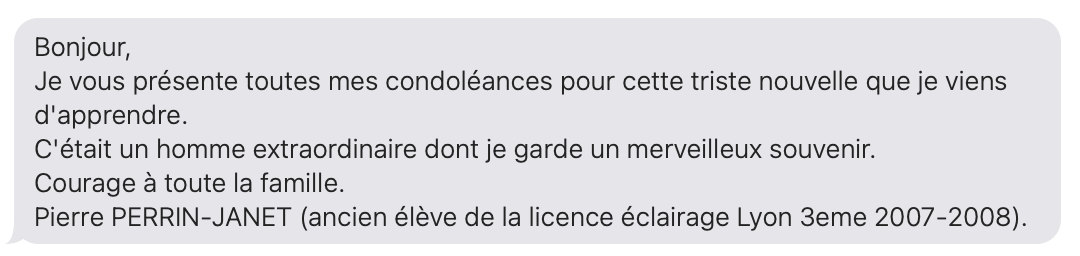 Bonjour,
Je vous présente toutes mes condoléances pour cette triste nouvelle que je viens
d'apprendre.
C'était un homme extraordinaire dont je garde un merveilleux souvenir.
Courage à toute la famille.
Pierre PERRIN-JANET (ancien élève de la licence éclairage Lyon 3eme 2007-2008).